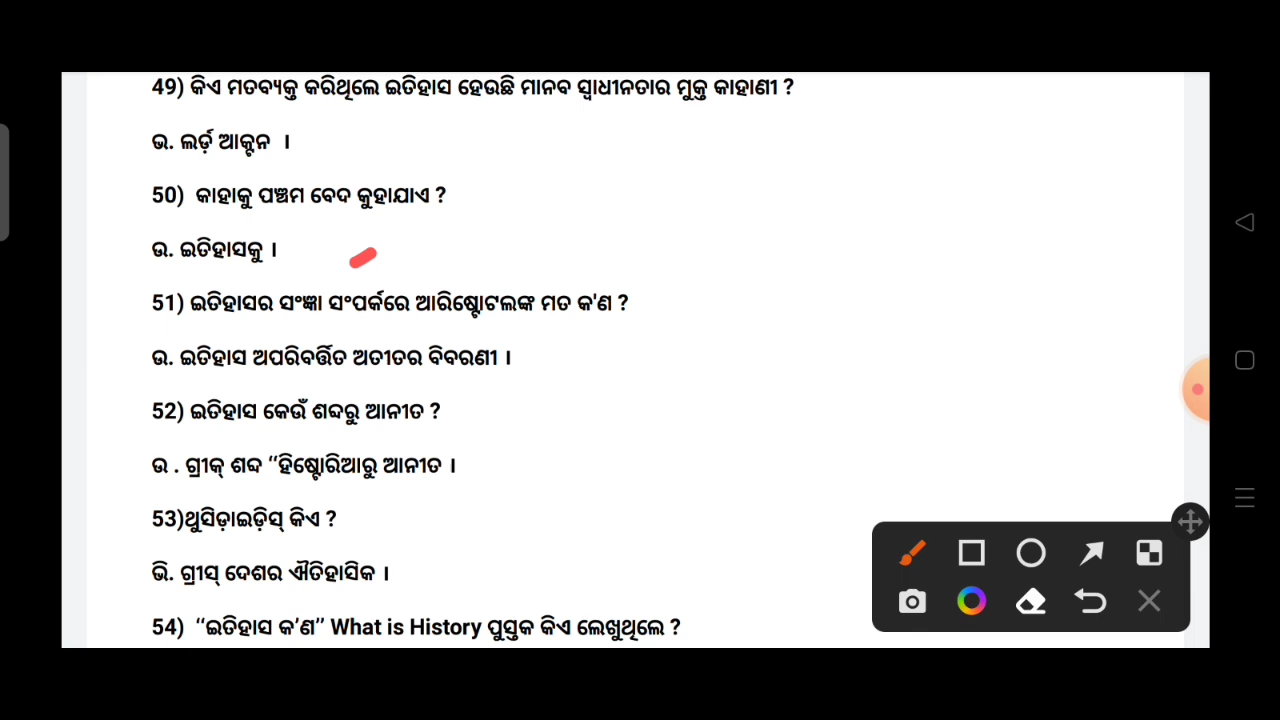 49) କିଏ ମତବ୍ୟକ୍ତ କରିଥିଲେ ଇତିହାସ ହେଉଛି ମାନବ ସ୍ୱାଧୀନତାର ମୁକ୍ତ କାହାଣୀ ?
ଭ. ଲର୍ଡ଼ ଆକ୍ଟନ ।
50) କାହାକୁ ପଞ୍ଚମ ବେଦ କୁହାଯାଏ ?
ଉ. ଇତିହାସକୁ ।
51) ଇତିହାସର ସଂଜ୍ଞା ସଂପର୍କରେ ଆରିଷ୍ଟୋଟଲଙ୍କ ମତ କ'ଣ ?
ଉ. ଇତିହାସ ଅପରିବର୍ତ୍ତିତ ଅତୀତର ବିବରଣୀ ।
52) ଇତିହାସ କେଉଁ ଶବ୍ଦରୁ ଆନୀତ ?
ଉ . ଗ୍ରୀକ୍ ଶବ୍ଦ “ହିଷ୍ଟୋରିଆରୁ ଆନୀତ ।
53)ଥୁସିଡ଼ାଇଡ଼ିସ୍ କିଏ ?
ଭି. ଗ୍ରୀସ୍ ଦେଶର ଐତିହାସିକ ।
54) “ଇତିହାସ କ’ଣ” What is History ପୁସ୍ତକ କିଏ ଲେଖୁଥିଲେ ?